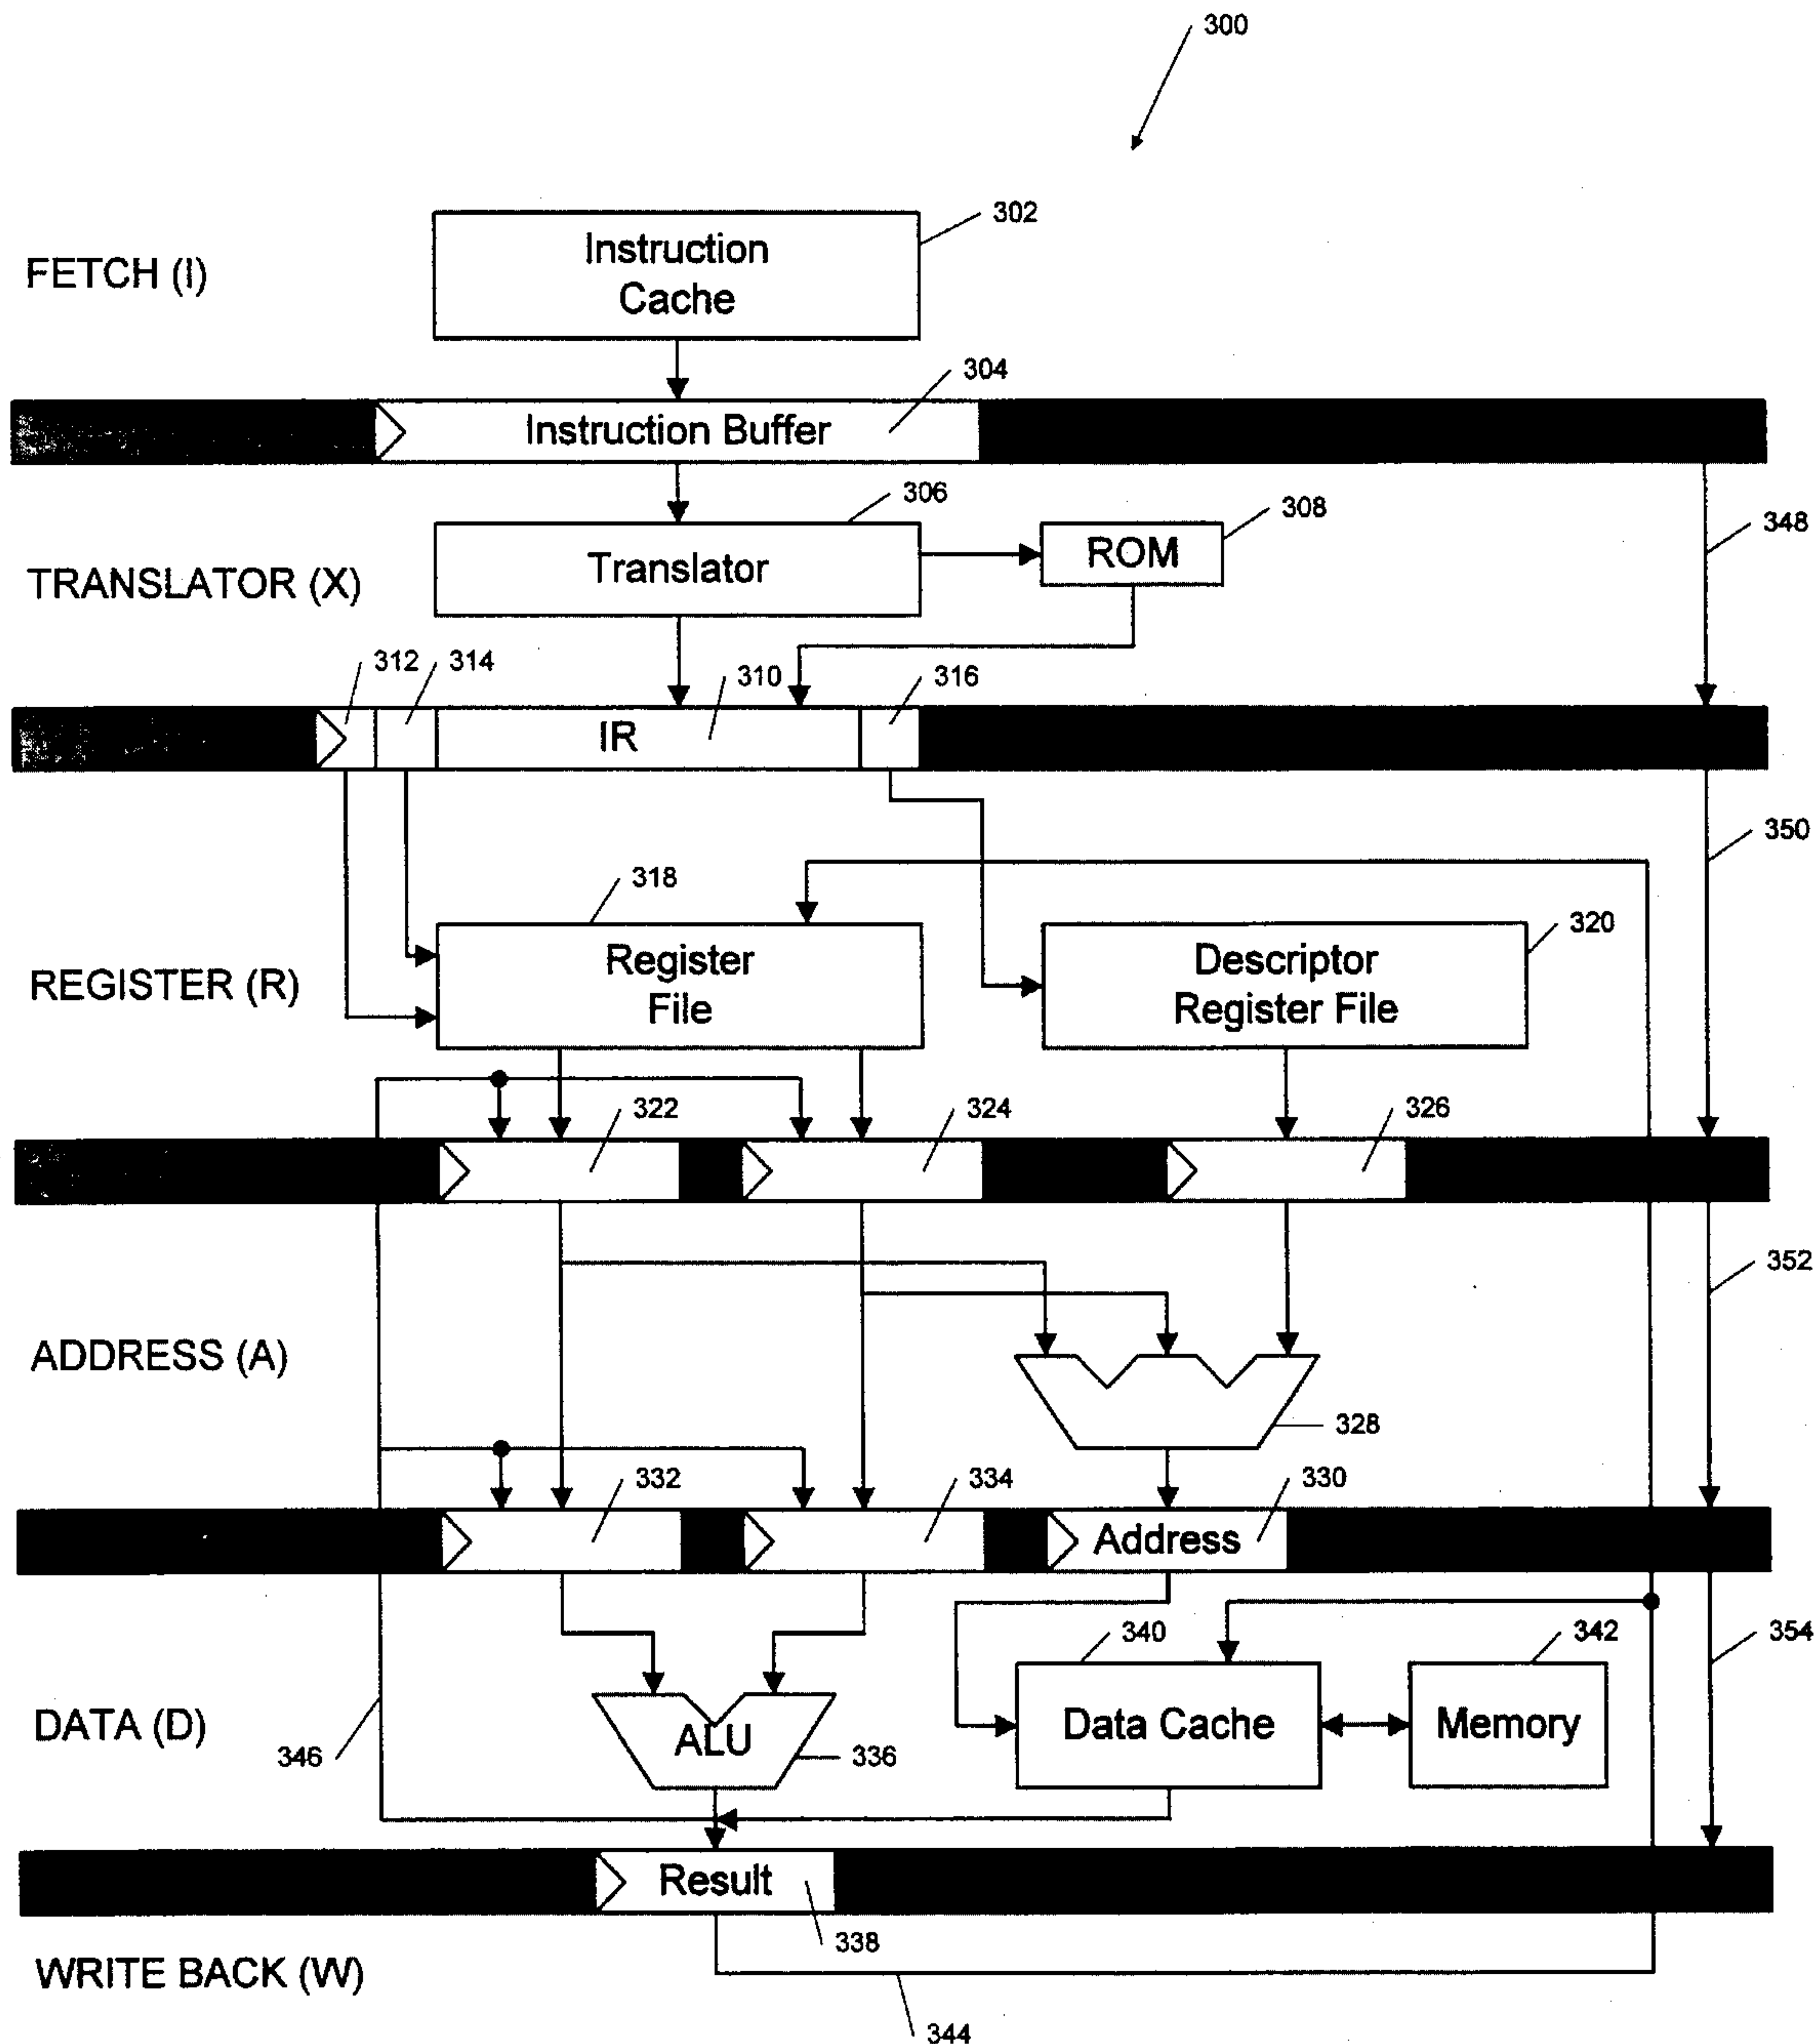 300
302
Instruction
Cache
FETCH (I)
304
Instruction Buffer
306
308
348
Translator
ROM
TRANSLATOR (X)
312
314
310
316
IR
350
318
320
Register
File
Descriptor
Register File
REGISTER (R)
322
324
326
352
ADDRESS (A)
328
332
334
330
Address
340
342
354
Data Cache
Memory
DATA (D)
ALU
346
336
Result
338
WRITE BACK (W)
344